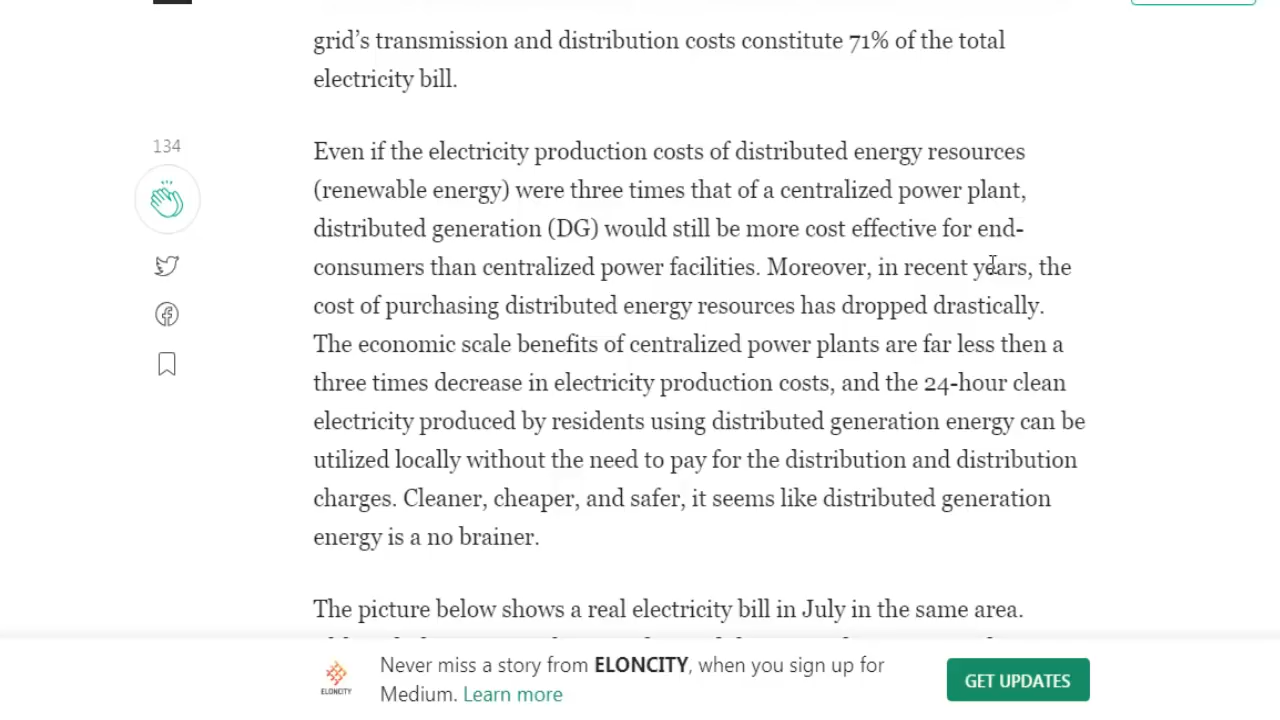 grid's transmission and distribution costs constitute 71% of the total
electricity bill.
134
Even if the electricity production costs of distributed energy resources
(renewable energy) were three times that of a centralized power plant,
distributed generation (DG) would still be more cost effective for end-
consumers than centralized power facilities. Moreover, in recent years, the
cost of purchasing distributed energy resources has dropped drastically.
The economic scale benefits of centralized power plants are far less then a
three times decrease in electricity production costs, and the 24-hour clean
electricity produced by residents using distributed generation energy can be
utilized locally without the need to pay for the distribution and distribution
charges. Cleaner, cheaper, and safer, it seems like distributed generation
energy is a no brainer.
The picture below shows a real electricity bill in July in the same area.
ELONCITY
Never miss a story from ELONCITY, when you sign up for
Medium. Learn more
GET UPDATES